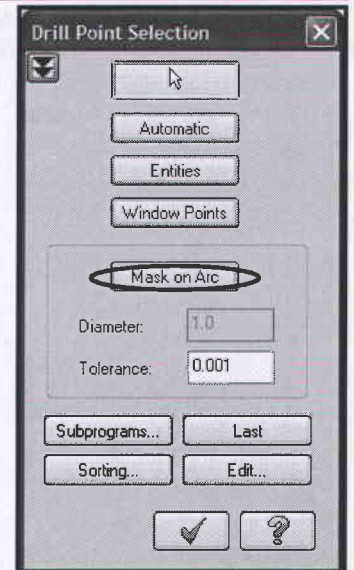 Drill Point Selection
Automatic
Entities
Window Points
Mask on Arc
Diameter: 1.0
Tolerance: 0.001
Subprograms... Last
Sorting... Edit...
?